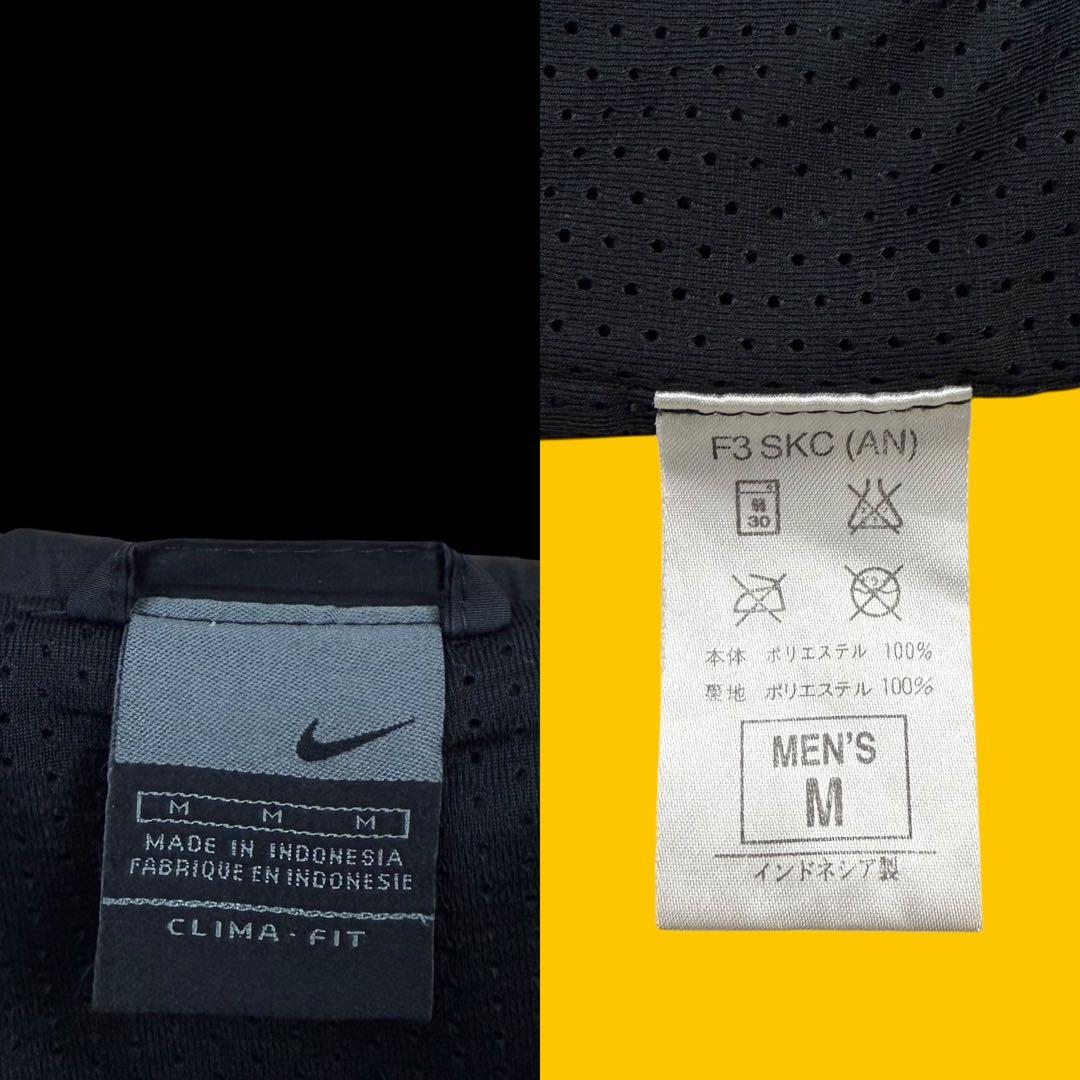 M M M
MADE IN INDONESIA
FABRIQUE EN INDONESIE
CLIMA-FIT
F3 SKC (AN)
弱
30
本体 ポリエステル 100%
裏地 ポリエステル 100%
MEN'S
M
インドネシア製